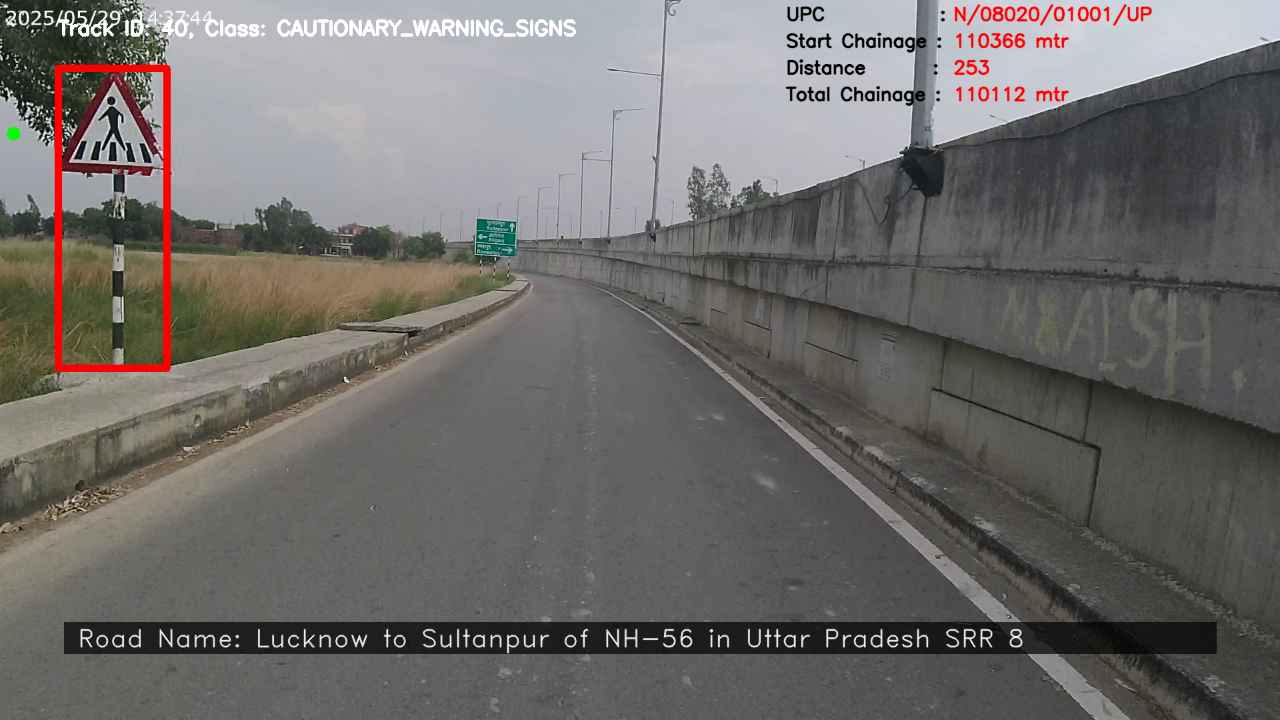 2025/05/29 14:37:44
Track ID: 40, Class: CAUTIONARY_WARNING_SIGNS
UPC : N/08020/01001/UP
Start Chainage : 110366 mtr
Distance : 253
Total Chainage : 110112 mtr
Road Name: Lucknow to Sultanpur of NH-56 in Uttar Pradesh SRR 8